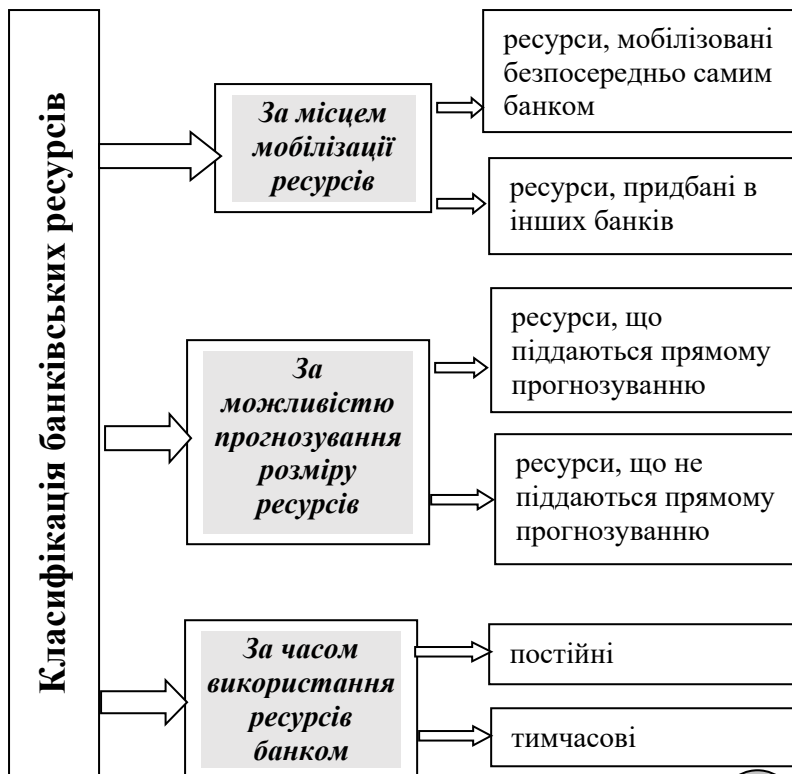 Класифікація банківських ресурсів
За місцем
мобілізації
ресурсів
ресурси, мобілізовані
безпосередньо самим
банком
ресурси, придбані в
інших банків
За
можливістю
прогнозування
розміру
ресурсів
ресурси, що
піддаються прямому
прогнозуванню
ресурси, що не
піддаються прямому
прогнозуванню
За часом
використання
ресурсів
банком
постійні
тимчасові